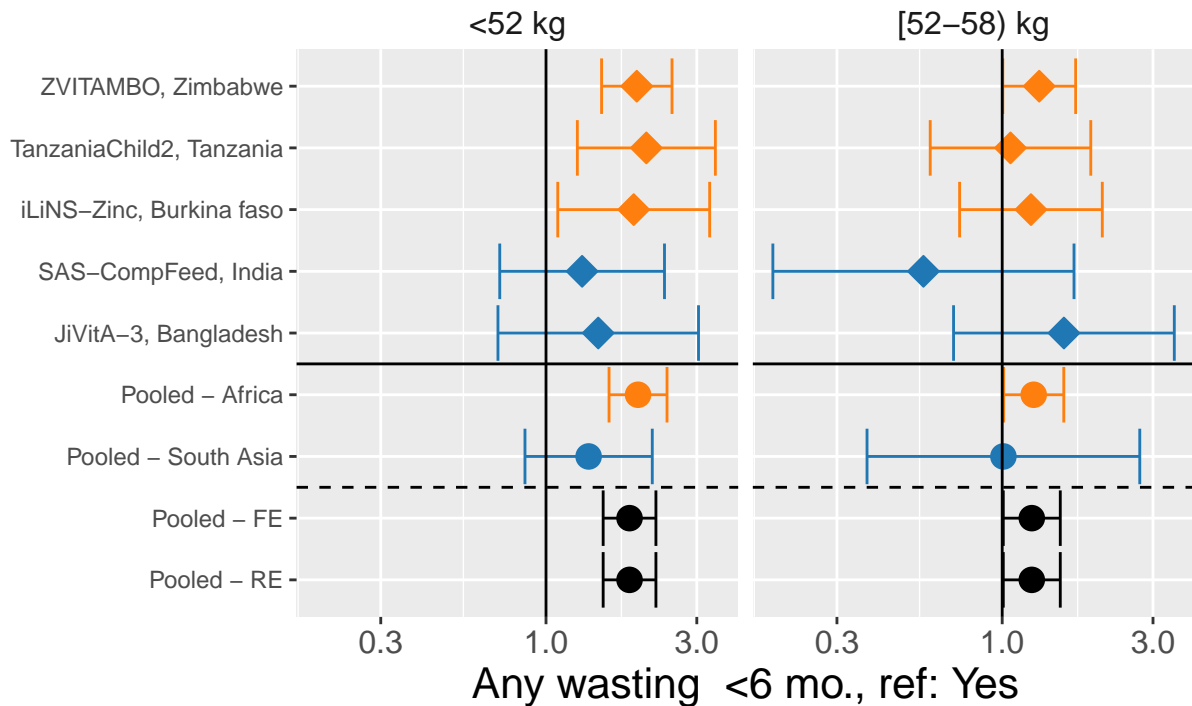 <52 kg
[52−58) kg
ZVITAMBO, Zimbabwe
TanzaniaChild2, Tanzania
iLiNS−Zinc, Burkina faso
SAS−CompFeed, India
JiVitA−3, Bangladesh
Pooled − Africa
Pooled − South Asia
Pooled − FE
Pooled − RE
0.3 1.0 3.0 0.3 1.0 3.0
Any wasting <6 mo., ref: Yes